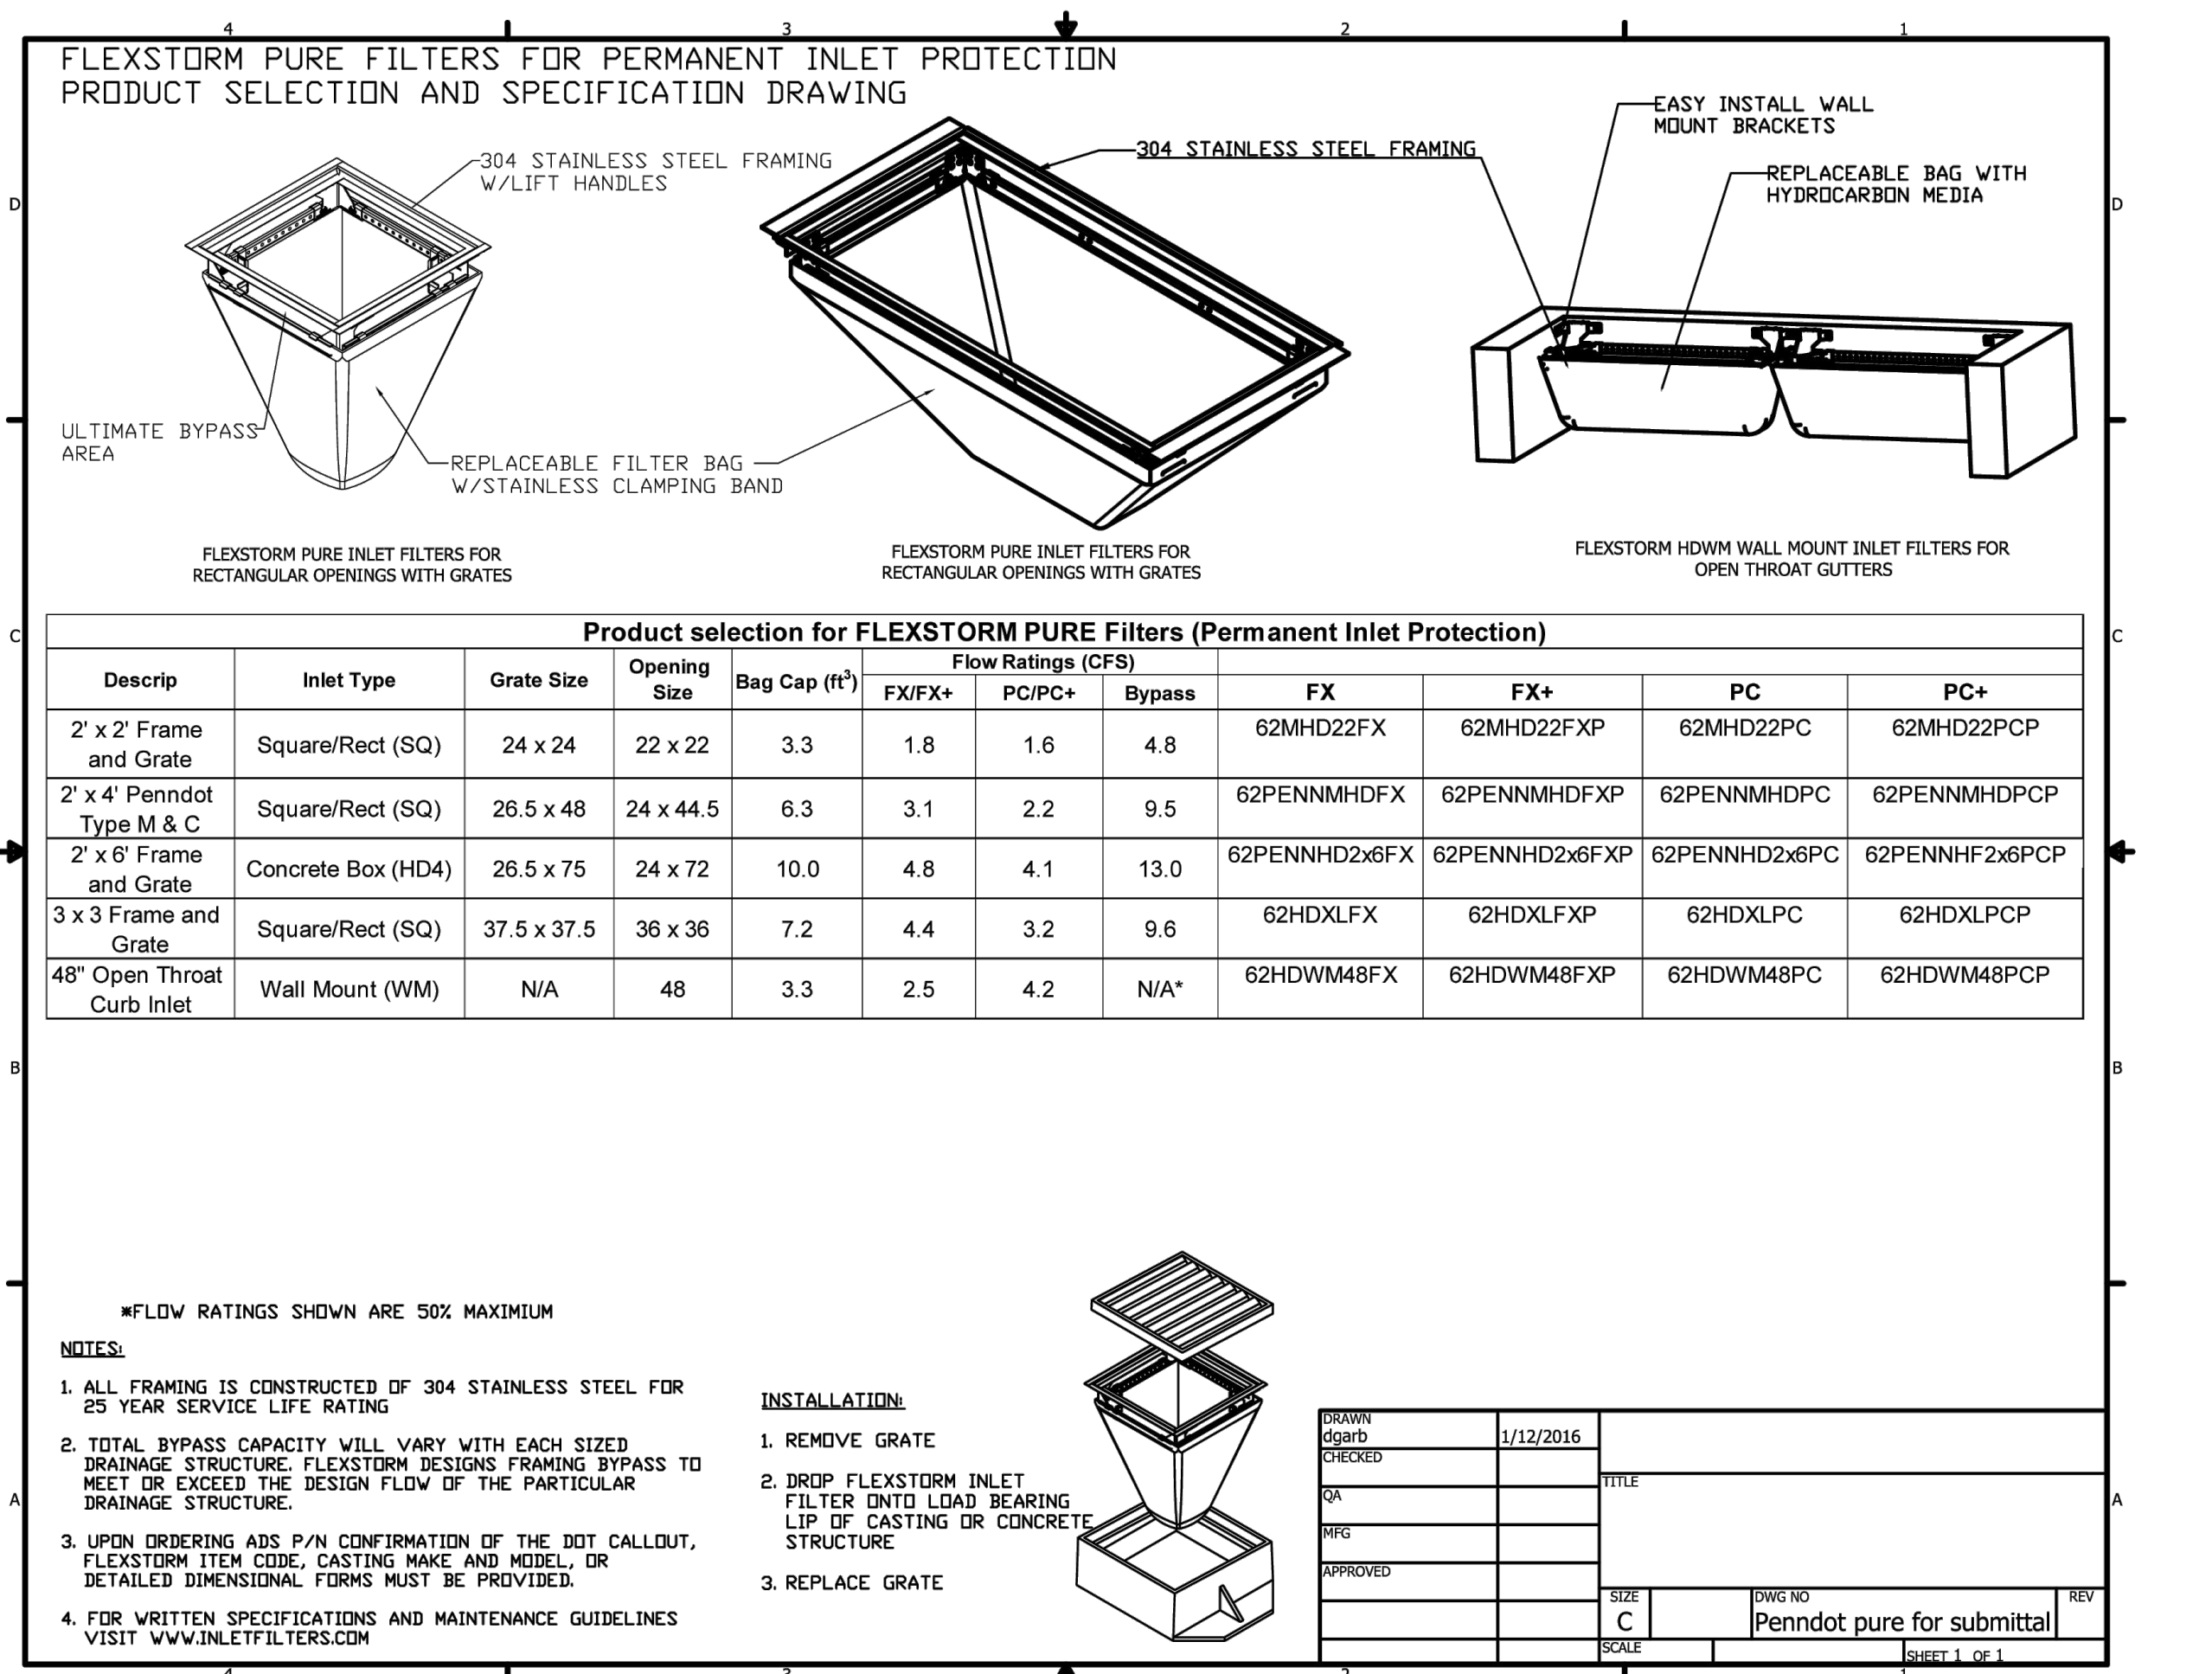 4 3 2 1
FLEXSTORM PURE FILTERS FOR PERMANENT INLET PROTECTION
PRODUCT SELECTION AND SPECIFICATION DRAWING
304 STAINLESS STEEL FRAMING
W/LIFT HANDLES
304 STAINLESS STEEL FRAMING
EASY INSTALL WALL
MOUNT BRACKETS
REPLACEABLE BAG WITH
HYDROCARBON MEDIA
D D
ULTIMATE BYPASS
AREA
REPLACEABLE FILTER BAG
W/STAINLESS CLAMPING BAND
FLEXSTORM PURE INLET FILTERS FOR
RECTANGULAR OPENINGS WITH GRATES
FLEXSTORM PURE INLET FILTERS FOR
RECTANGULAR OPENINGS WITH GRATES
FLEXSTORM HDWM WALL MOUNT INLET FILTERS FOR
OPEN THROAT GUTTERS
C C
Product selection for FLEXSTORM PURE Filters (Permanent Inlet Protection)
Descrip Inlet Type Grate Size Opening Size Bag Cap (ft³) Flow Ratings (CFS)
FX/FX+ PC/PC+ Bypass FX FX+ PC PC+
2' x 2' Frame and Grate Square/Rect (SQ) 24 x 24 22 x 22 3.3 1.8 1.6 4.8 62MHD22FX 62MHD22FXP 62MHD22PC 62MHD22PCP
2' x 4' Penndot Type M & C Square/Rect (SQ) 26.5 x 48 24 x 44.5 6.3 3.1 2.2 9.5 62PENNMHDFX 62PENNMHDFXP 62PENNMHDPC 62PENNMHDPCP
2' x 6' Frame and Grate Concrete Box (HD4) 26.5 x 75 24 x 72 10.0 4.8 4.1 13.0 62PENNHD2x6FX 62PENNHD2x6FXP 62PENNHD2x6PC 62PENNHF2x6PCP
3 x 3 Frame and Grate Square/Rect (SQ) 37.5 x 37.5 36 x 36 7.2 4.4 3.2 9.6 62HDXLFX 62HDXLFXP 62HDXLPC 62HDXLPCP
48" Open Throat Curb Inlet Wall Mount (WM) N/A 48 3.3 2.5 4.2 N/A* 62HDWM48FX 62HDWM48FXP 62HDWM48PC 62HDWM48PCP
B B
*FLOW RATINGS SHOWN ARE 50% MAXIMIUM
NOTES:
1. ALL FRAMING IS CONSTRUCTED OF 304 STAINLESS STEEL FOR
25 YEAR SERVICE LIFE RATING
2. TOTAL BYPASS CAPACITY WILL VARY WITH EACH SIZED
DRAINAGE STRUCTURE. FLEXSTORM DESIGNS FRAMING BYPASS TO
MEET OR EXCEED THE DESIGN FLOW OF THE PARTICULAR
DRAINAGE STRUCTURE.
3. UPON ORDERING ADS P/N CONFIRMATION OF THE DOT CALLOUT,
FLEXSTORM ITEM CODE, CASTING MAKE AND MODEL, OR
DETAILED DIMENSIONAL FORMS MUST BE PROVIDED.
4. FOR WRITTEN SPECIFICATIONS AND MAINTENANCE GUIDELINES
VISIT WWW.INLETFILTERS.COM
INSTALLATION:
1. REMOVE GRATE
2. DROP FLEXSTORM INLET
FILTER ONTO LOAD BEARING
LIP OF CASTING OR CONCRETE
STRUCTURE
3. REPLACE GRATE
A A
DRAWN
dgarb 1/12/2016
CHECKED
QA
MFG
APPROVED
TITLE
SIZE
C
DWG NO
Penndot pure for submittal
REV
SCALE
SHEET 1 OF 1
4 3 2 1